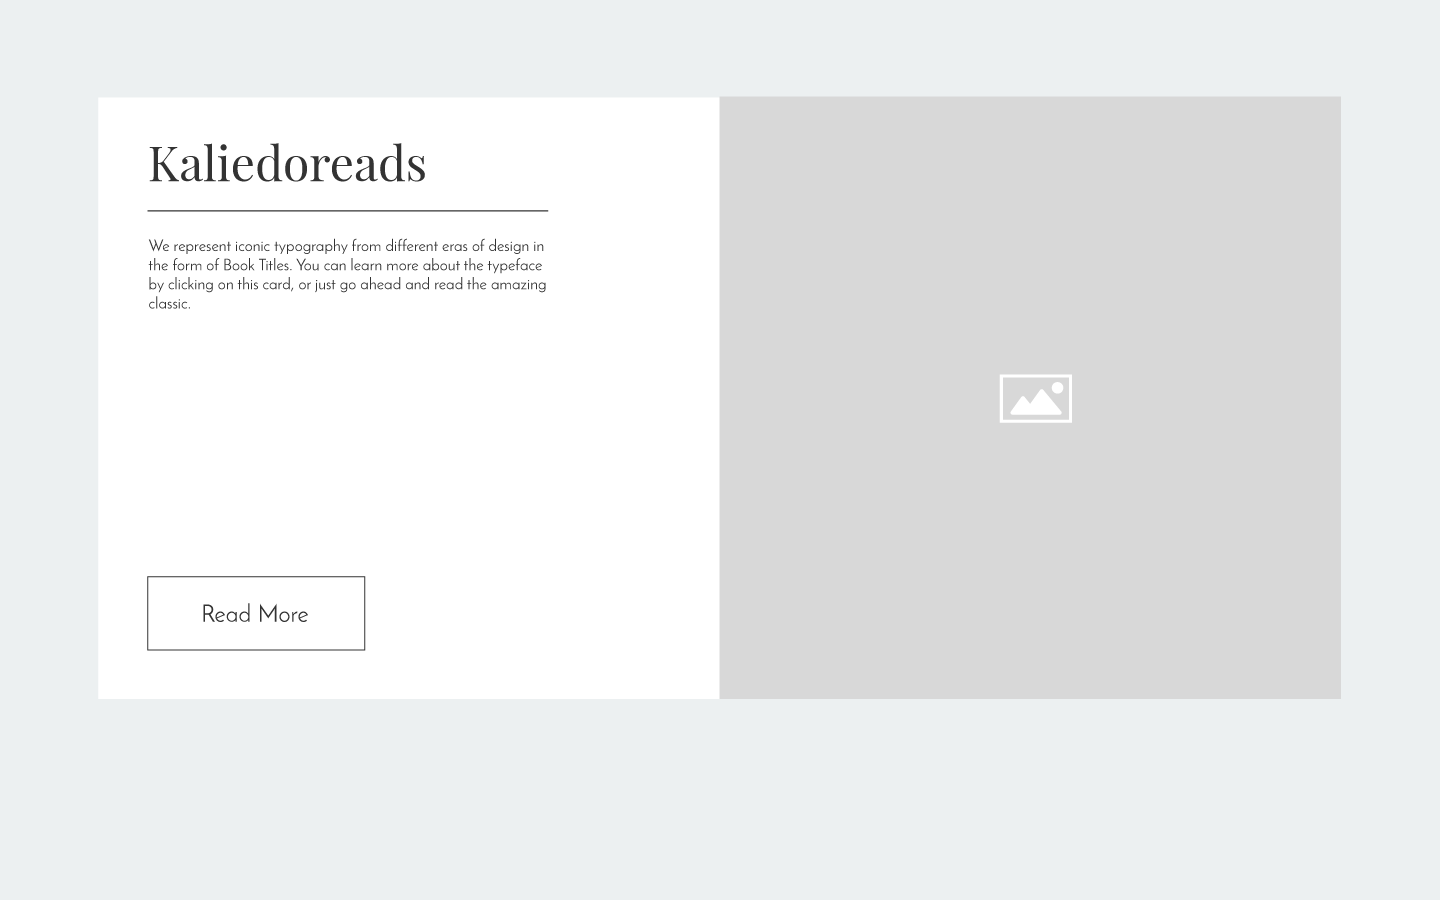 Kaliedoreads
We represent iconic typography from different eras of design in
the form of Book Titles. You can learn more about the typeface
by clicking on this card, or just go ahead and read the amazing
classic.
Read More